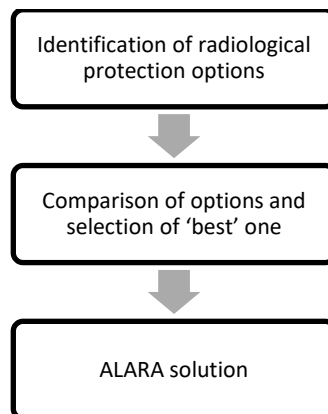 Identification of radiological
protection options
Comparison of options and
selection of ‘best’ one
ALARA solution